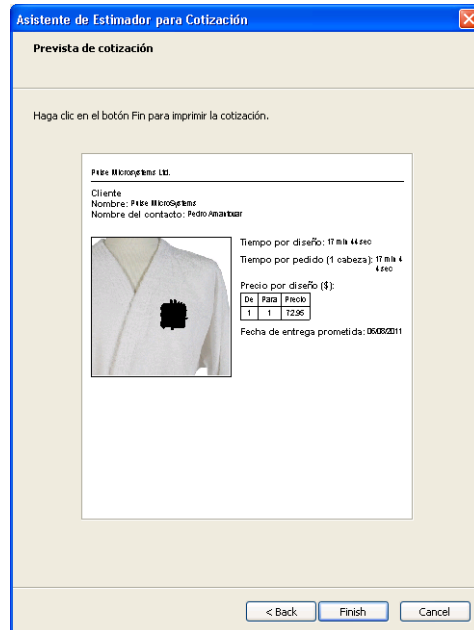 Asistente de Estimador para Cotización
Prevista de cotización
Haga clic en el botón Fin para imprimir la cotización.
Pulse Microsystems Ltd.
Cliente
Nombre: Pulse MicroSystems
Nombre del contacto: Pedro Amantouar
Tiempo por diseño: 17 min 44 sec
Tiempo por pedido (1 cabeza): 17 min 4
4 sec
Precio por diseño ($):
De Para Precio
1 1 72.95
Fecha de entrega prometida: 06/08/2011
< Back Finish Cancel